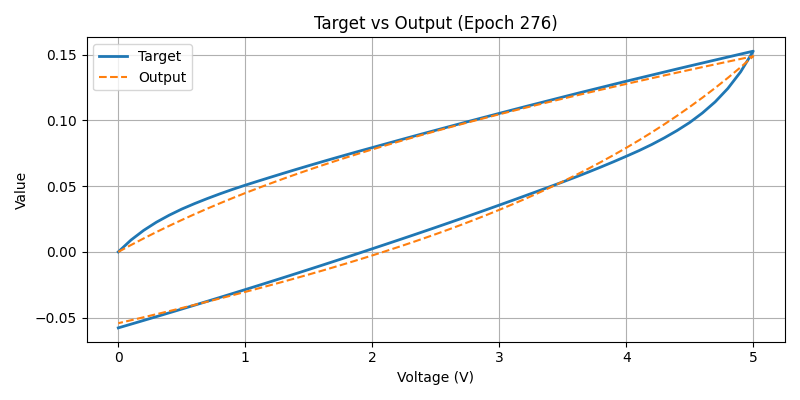 Target vs Output (Epoch 276)
Target
Output
0.15
0.10
0.05
0.00
−0.05
Value
0 1 2 3 4 5
Voltage (V)